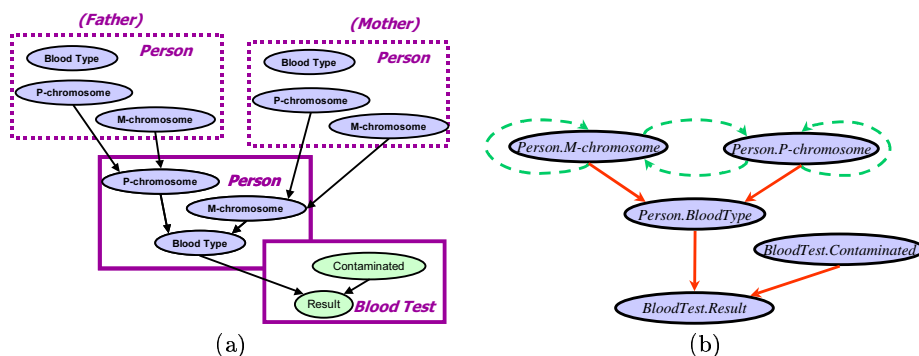 (Father)
(Mother)
Blood Type
Person
P-chromosome
M-chromosome
Blood Type
Person
P-chromosome
M-chromosome
P-chromosome
Person
M-chromosome
Blood Type
Contaminated
Result
Blood Test
(a)
Person.M-chromosome
Person.P-chromosome
Person.BloodType
BloodTest.Contaminated
BloodTest.Result
(b)